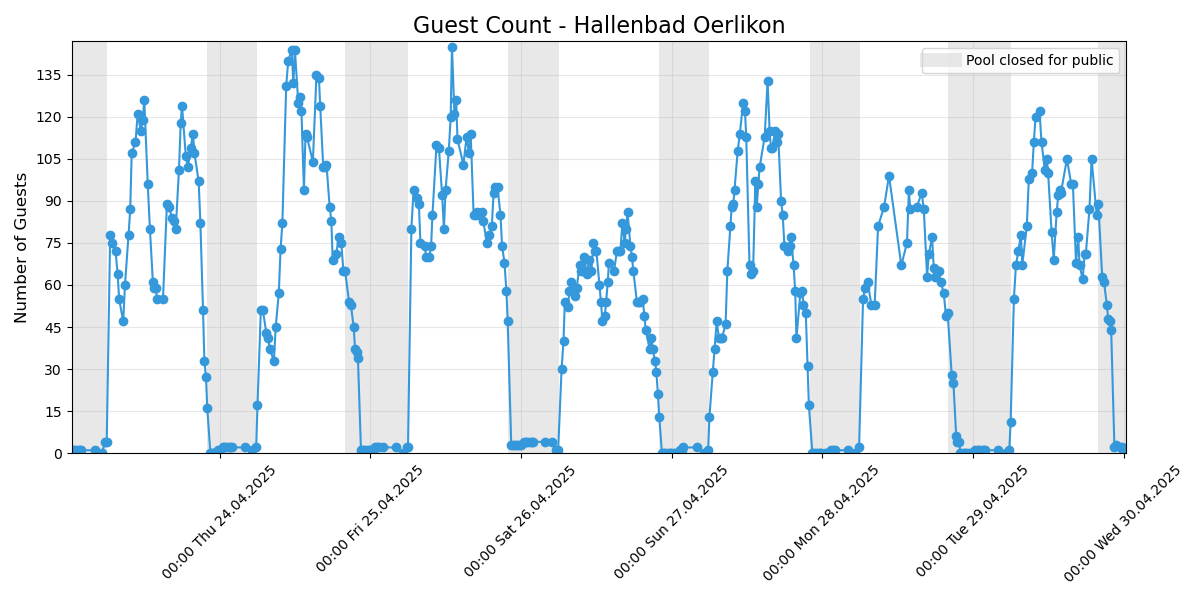 Guest Count - Hallenbad Oerlikon
Pool closed for public
Number of Guests
135
120
105
90
75
60
45
30
15
0
00:00 Thu 24.04.2025
00:00 Fri 25.04.2025
00:00 Sat 26.04.2025
00:00 Sun 27.04.2025
00:00 Mon 28.04.2025
00:00 Tue 29.04.2025
00:00 Wed 30.04.2025